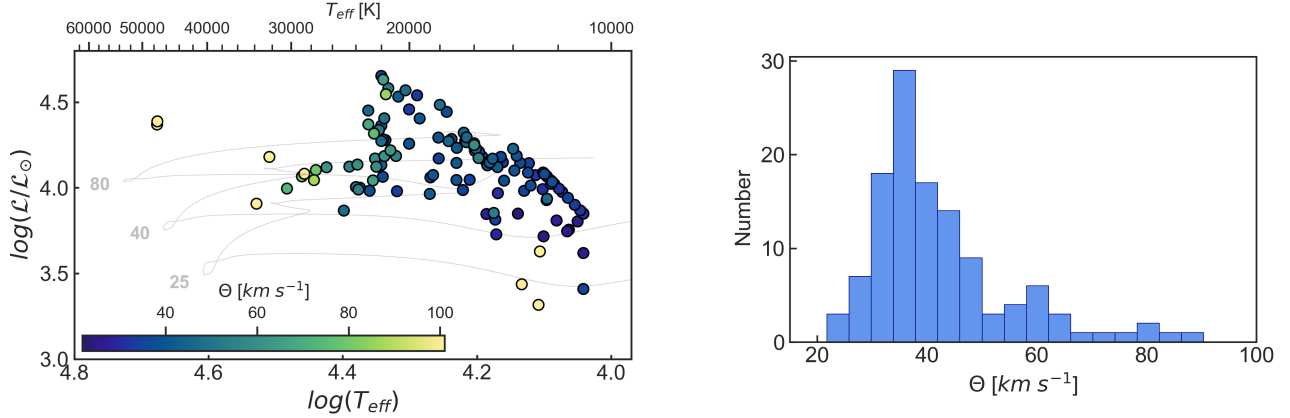 T_eff [K]
60000 50000 40000 30000 20000 10000
4.5
4.0
3.5
3.0
log(ℒ/ℒ⊙)
80
40
25
Θ [km s⁻¹]
40 60 80 100
4.8 4.6 4.4 4.2 4.0
log(T_eff)
30
20
10
0
Number
20 40 60 80 100
Θ [km s⁻¹]